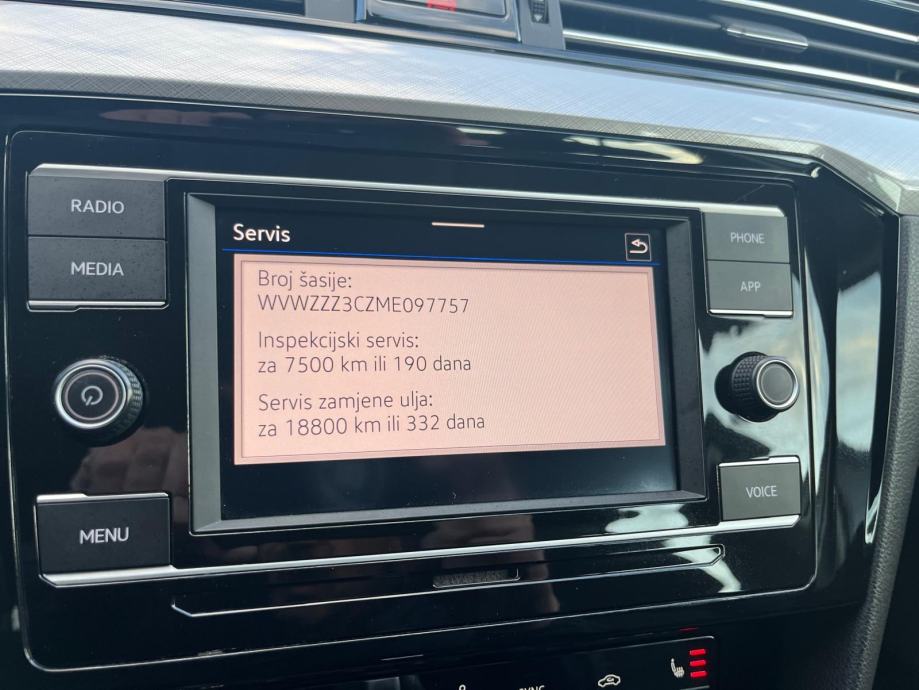 RADIO
MEDIA
MENU
Servis
Broj šasije:
WVWZZZ3CZME097757
Inspekcijski servis:
za 7500 km ili 190 dana
Servis zamjene ulja:
za 18800 km ili 332 dana
PHONE
APP
VOICE